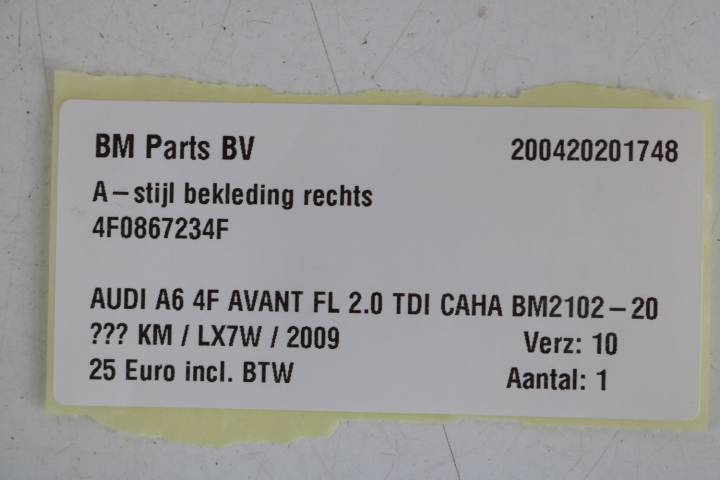 BM Parts BV 200420201748
A-stijl bekleding rechts
4F0867234F
AUDI A6 4F AVANT FL 2.0 TDI CAHA BM2102-20
??? KM / LX7W / 2009 Verz: 10
25 Euro incl. BTW Aantal: 1